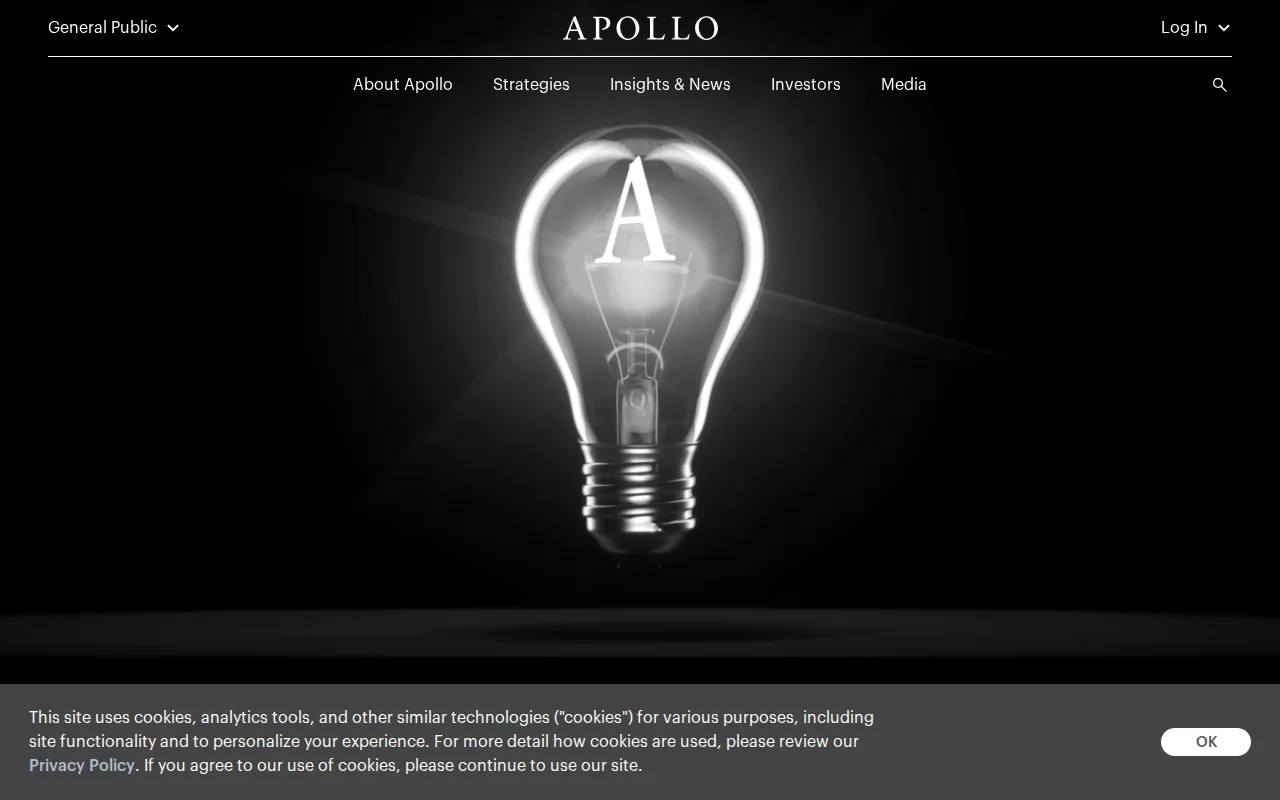 General Public
APOLLO
Log In
About Apollo
Strategies
Insights & News
Investors
Media
A
This site uses cookies, analytics tools, and other similar technologies ("cookies") for various purposes, including
site functionality and to personalize your experience. For more detail how cookies are used, please review our
Privacy Policy. If you agree to our use of cookies, please continue to use our site.
OK